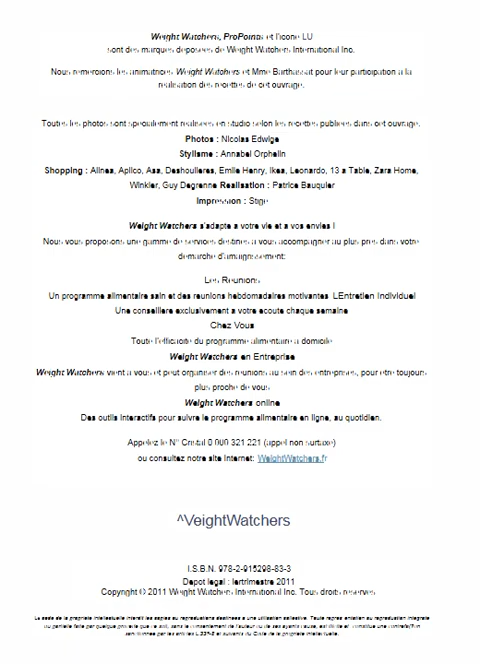 Weight Watchers, ProPoints et l'icone LU
sont des marques deposees de Weight Watchers International Inc.
Nous remercions les animatrices Weight Watchers et Mme Barthassat pour leur participation a la
realisation des recettes de cet ouvrage.
Toutes les photos sont specialement realisees en studio selon les recettes publiees dans cet ouvrage.
Photos : Nicolas Edwige
Stylisme : Annabel Orphelin
Shopping : Alinea, Apilco, Asa, Deshoulieres, Emile Henry, Ikea, Leonardo, 13 a Table, Zara Home,
Winkler, Guy Degrenne Realisation : Patrice Bauquier
Impression : Stige
Weight Watchers s'adapte a votre vie et a vos envies !
Nous vous proposons une gamme de services destines a vous accompagner au plus pres dans votre
demarche d'amaigrissement:
Les Reunions
Un programme alimentaire sain et des reunions hebdomadaires motivantes LEntretien Individuel
Une conseillere exclusivement a votre ecoute chaque semaine
Chez Vous
Toute l'efficacite du programme alimentaire a domicile
Weight Watchers en Entreprise
Weight Watchers vient a vous et peut organiser des reunions au sein des entreprises, pour etre toujours
plus proche de vous
Weight Watchers online
Des outils interactifs pour suivre le programme alimentaire en ligne, au quotidien.
Appelez le N° Cristal 0 000 321 221 (appel non surtaxe)
ou consultez notre site Internet: WeightWatchers.fr
^VeightWatchers
I.S.B.N. 978-2-915298-83-3
Depot legal : lertrimestre 2011
Copyright © 2011 Weight Watchers International Inc. Tous droits reserves